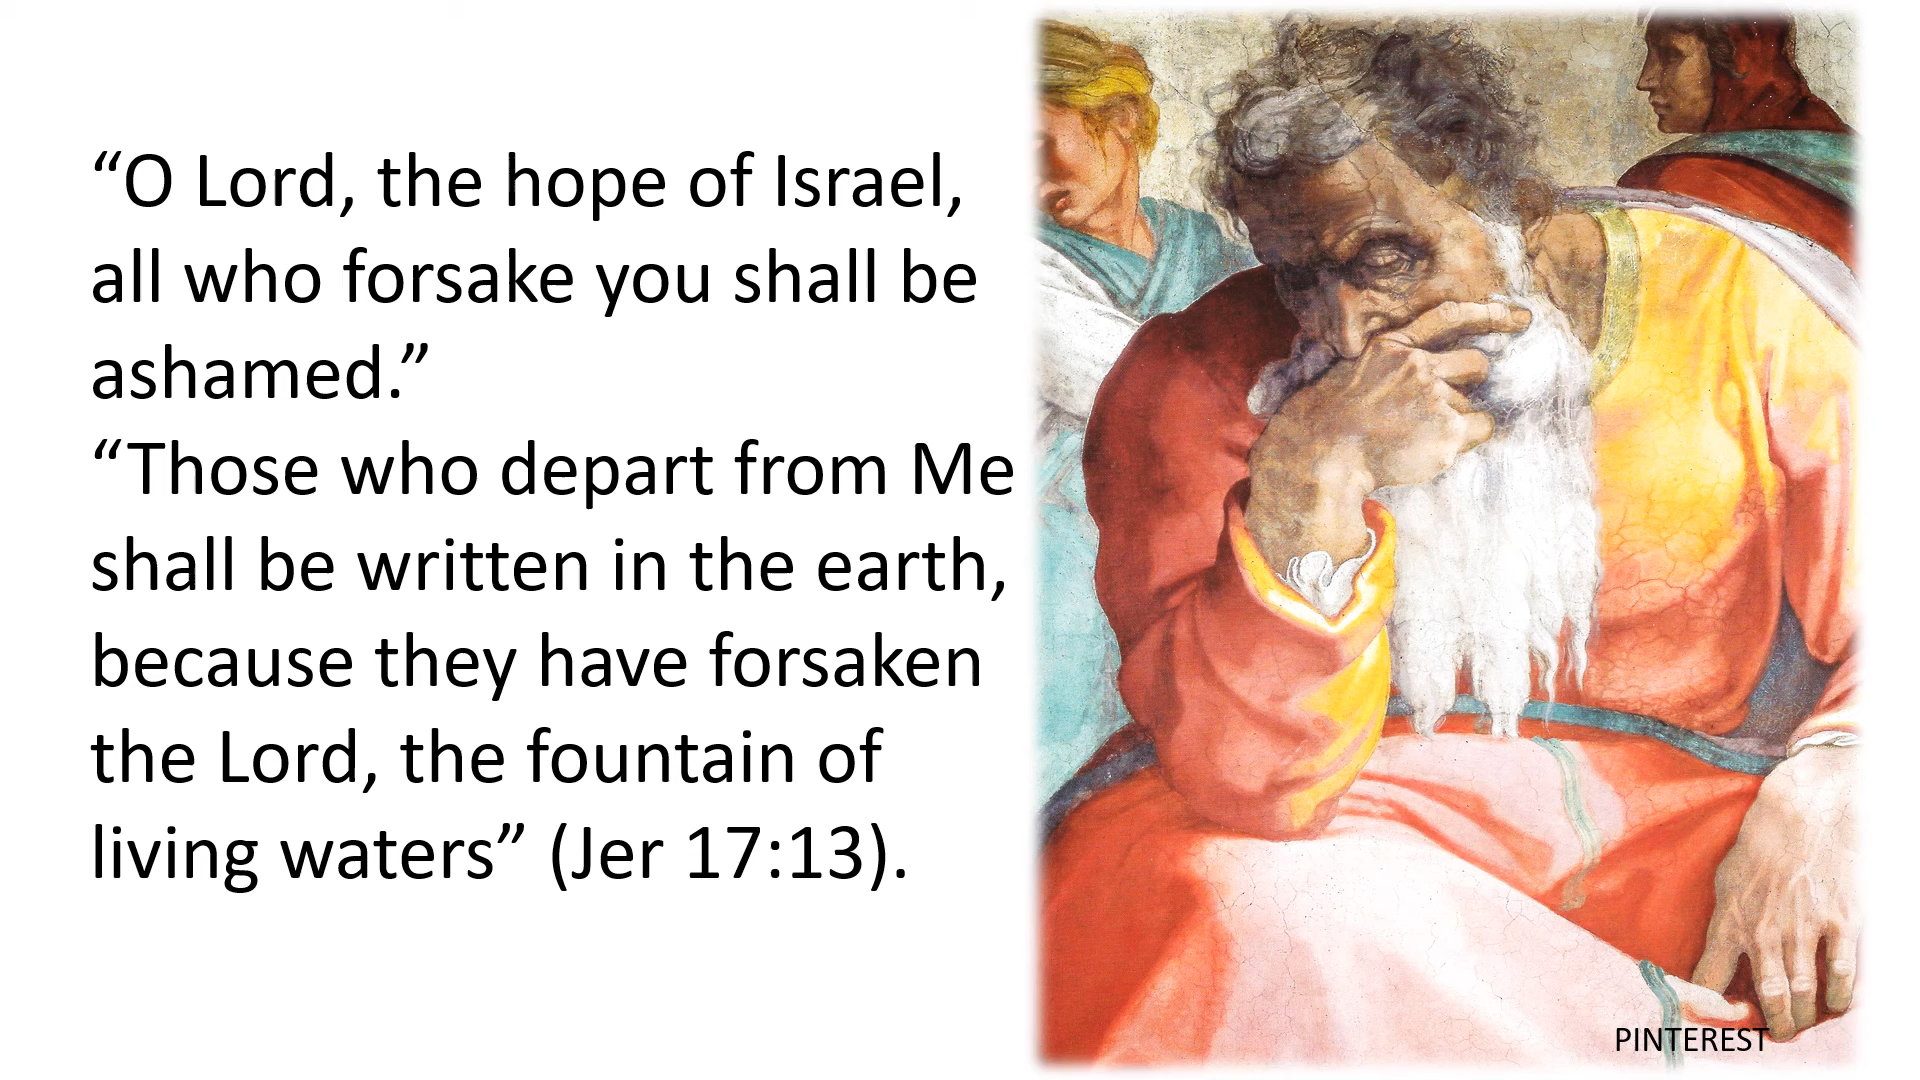 “O Lord, the hope of Israel,
all who forsake you shall be
ashamed.”
“Those who depart from Me
shall be written in the earth,
because they have forsaken
the Lord, the fountain of
living waters” (Jer 17:13).
PINTEREST